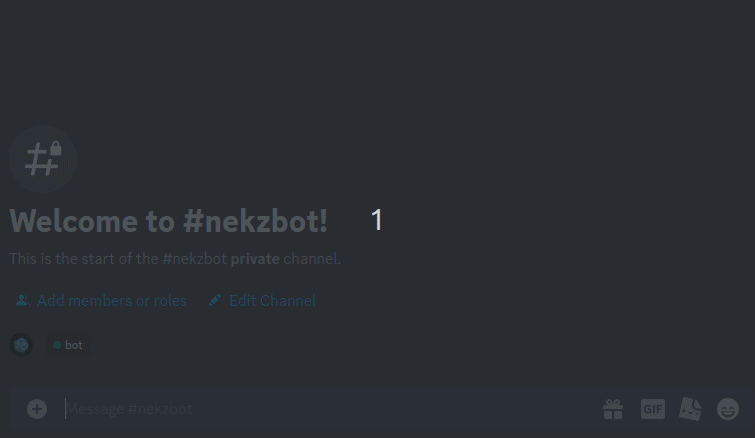 Welcome to #nekzbot!
1
This is the start of the #nekzbot private channel.
Add members or roles
Edit Channel
bot
Message #nekzbot
GIF